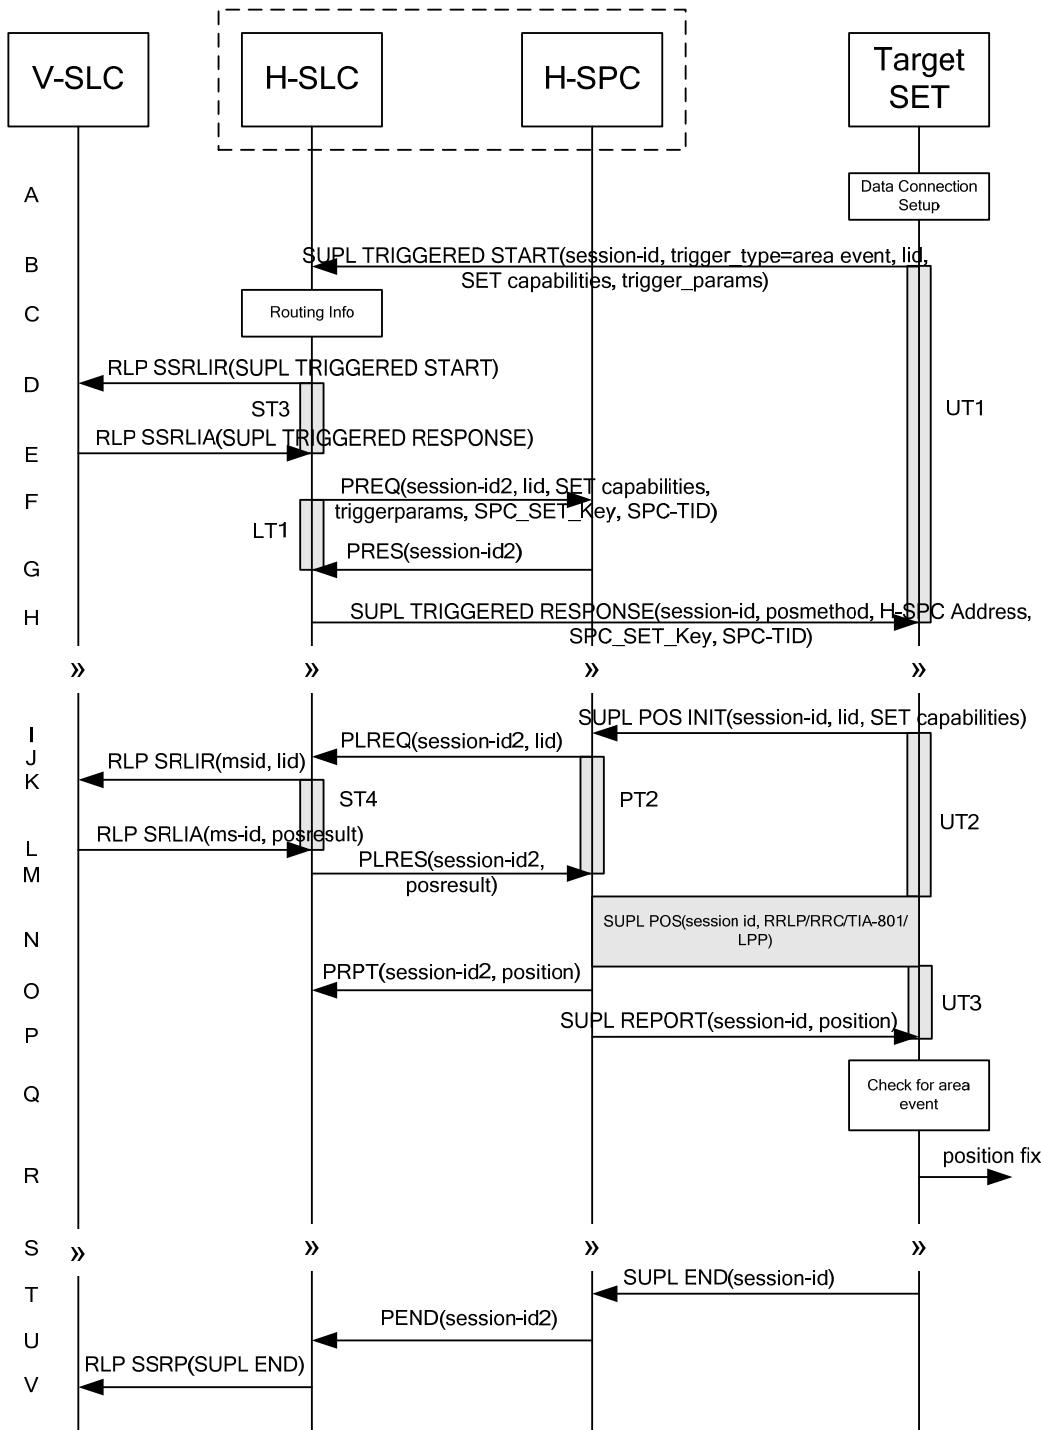 V-SLC
H-SLC
H-SPC
Target
SET
A
Data Connection
Setup
B
SUPL TRIGGERED START(session-id, trigger_type=area event, lid,
SET capabilities, trigger_params)
C
Routing Info
D
RLP SSRLIR(SUPL TRIGGERED START)
ST3
UT1
E
RLP SSRLIA(SUPL TRIGGERED RESPONSE)
F
PREQ(session-id2, lid, SET capabilities,
triggerparams, SPC_SET_Key, SPC-TID)
LT1
G
PRES(session-id2)
H
SUPL TRIGGERED RESPONSE(session-id, posmethod, H-SPC Address,
SPC_SET_Key, SPC-TID)
» » » »
I
SUPL POS INIT(session-id, lid, SET capabilities)
J
PLREQ(session-id2, lid)
K
RLP SRLIR(msid, lid)
ST4
PT2
UT2
L
RLP SRLIA(ms-id, posresult)
M
PLRES(session-id2,
posresult)
N
SUPL POS(session id, RRLP/RRC/TIA-801/
LPP)
O
PRPT(session-id2, position)
UT3
P
SUPL REPORT(session-id, position)
Q
Check for area
event
R
position fix
S
» » » »
T
SUPL END(session-id)
U
PEND(session-id2)
V
RLP SSRP(SUPL END)